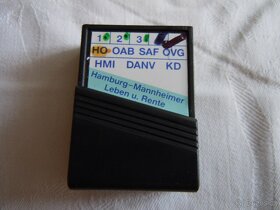 1 2 3
HO OAB SAF OVG
HMI DANV KD
Hamburg-Mannheimer
Leben u. Rente